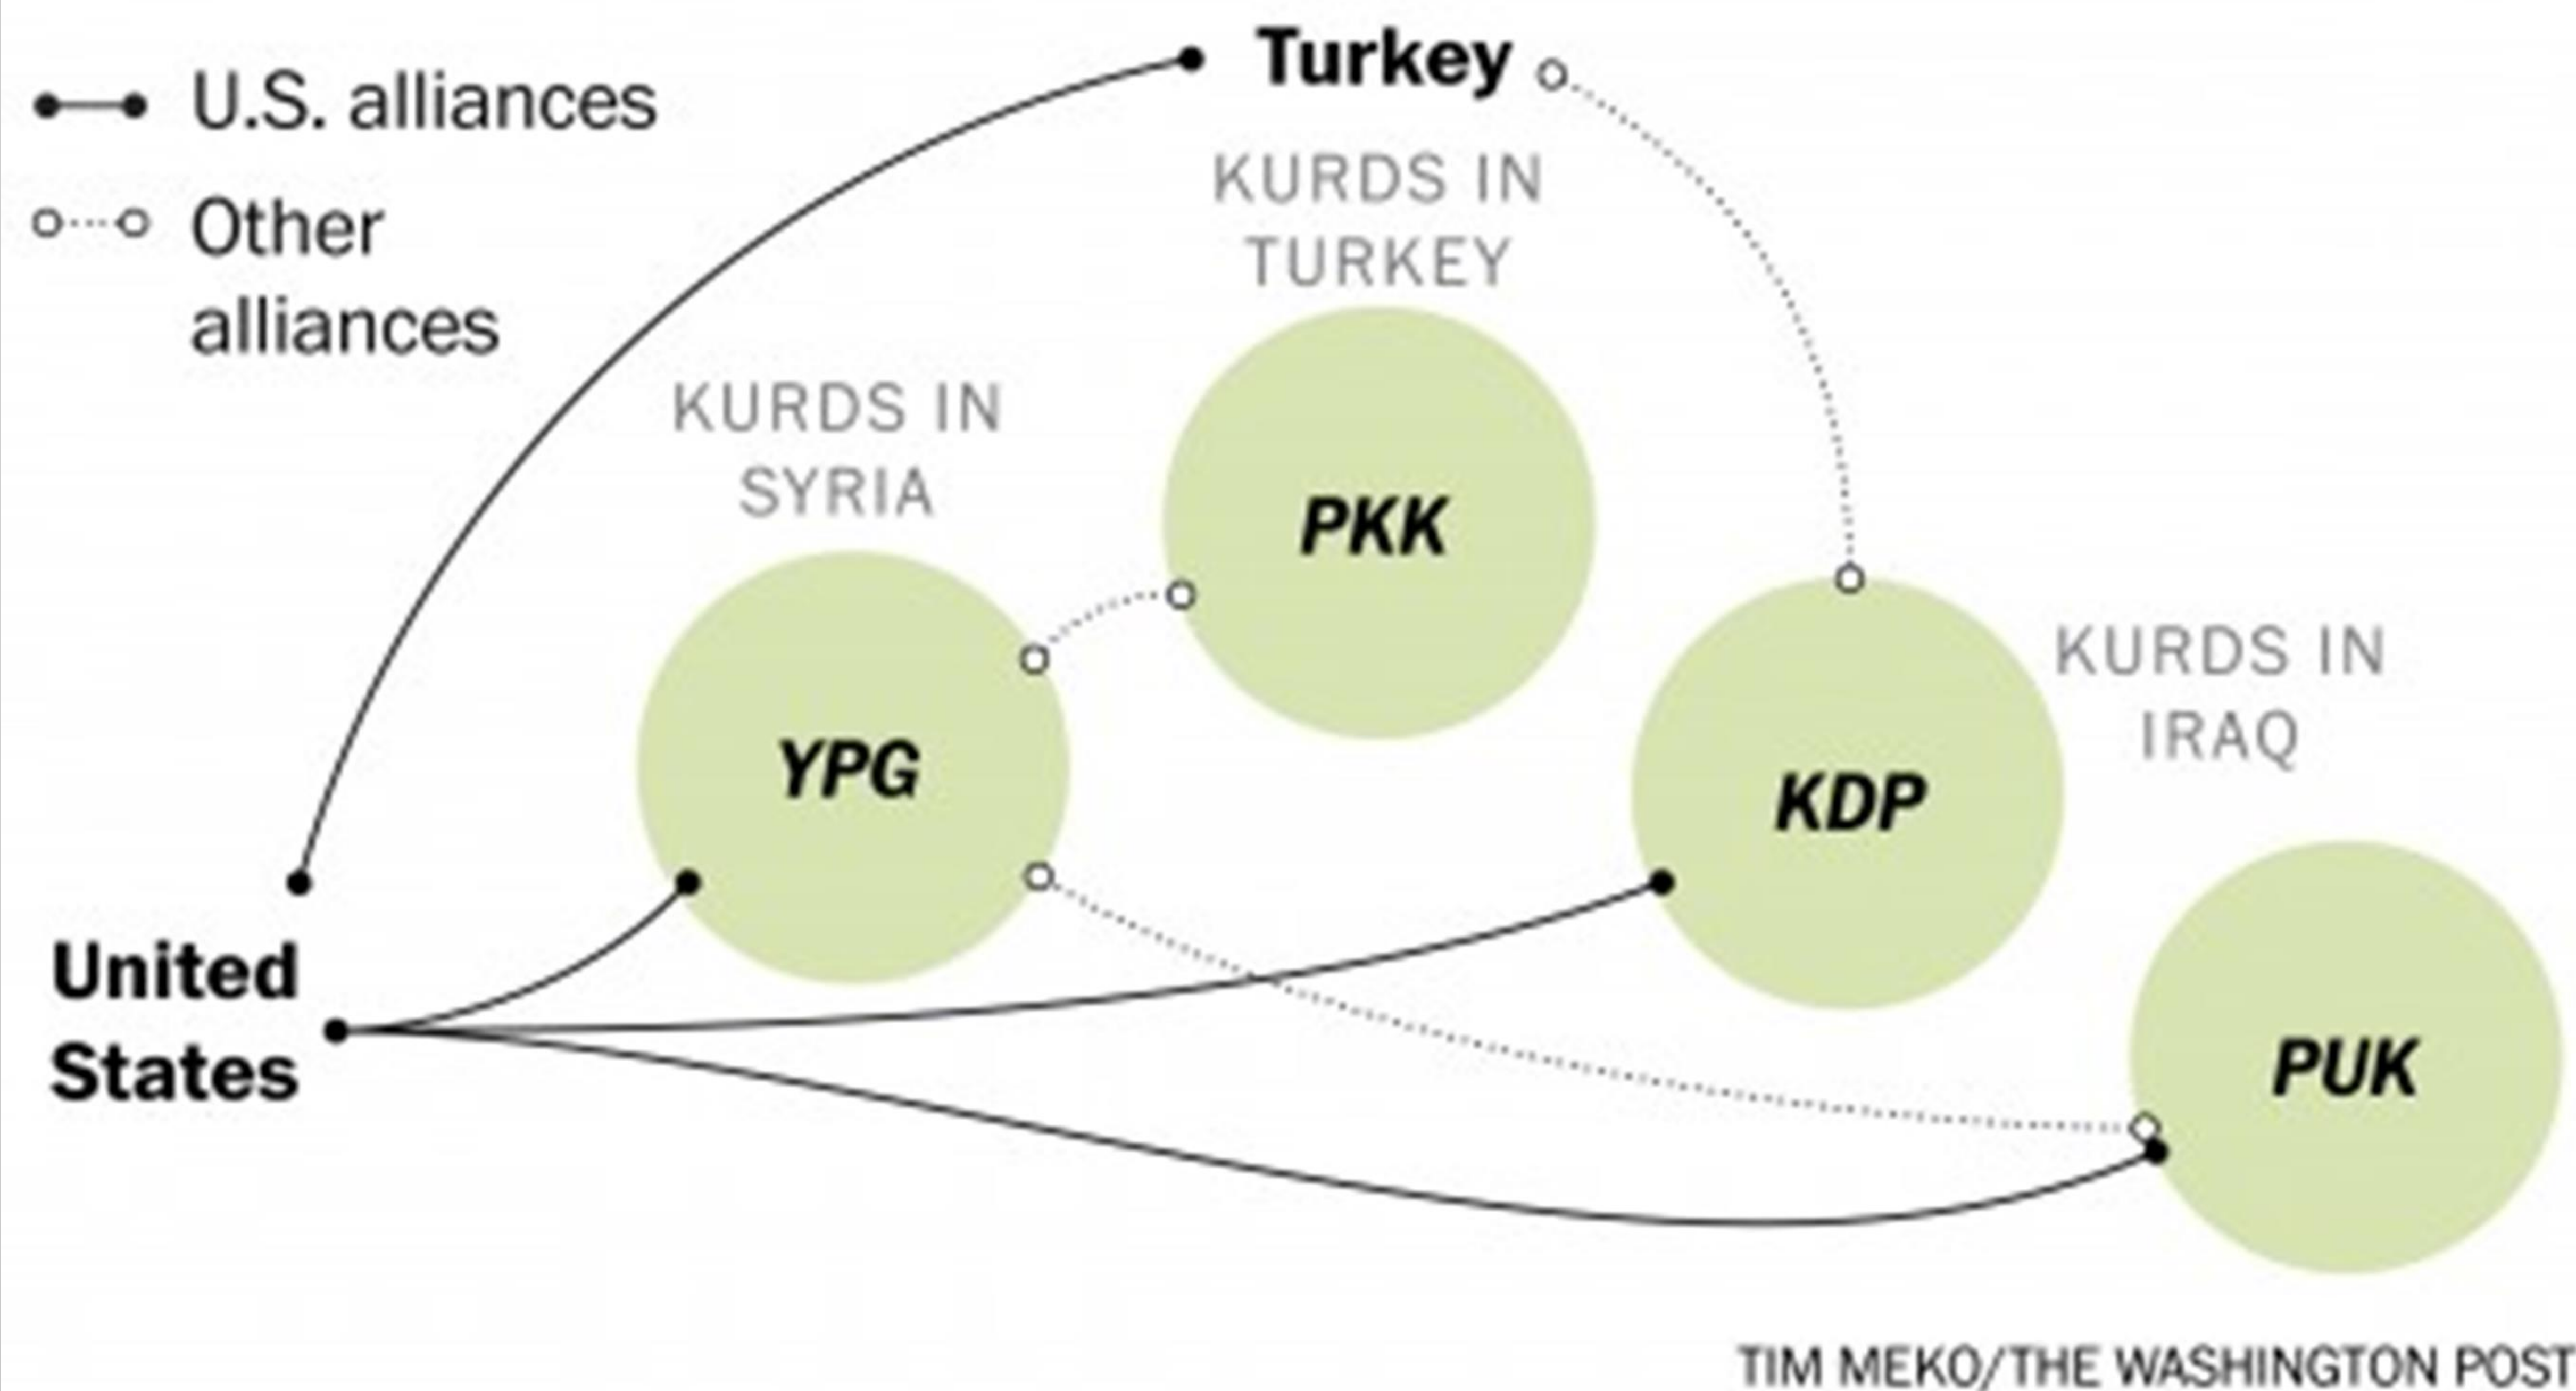 U.S. alliances
Other
alliances
Turkey
KURDS IN
TURKEY
PKK
KURDS IN
SYRIA
YPG
KURDS IN
IRAQ
KDP
PUK
United
States
TIM MEKO/THE WASHINGTON POST